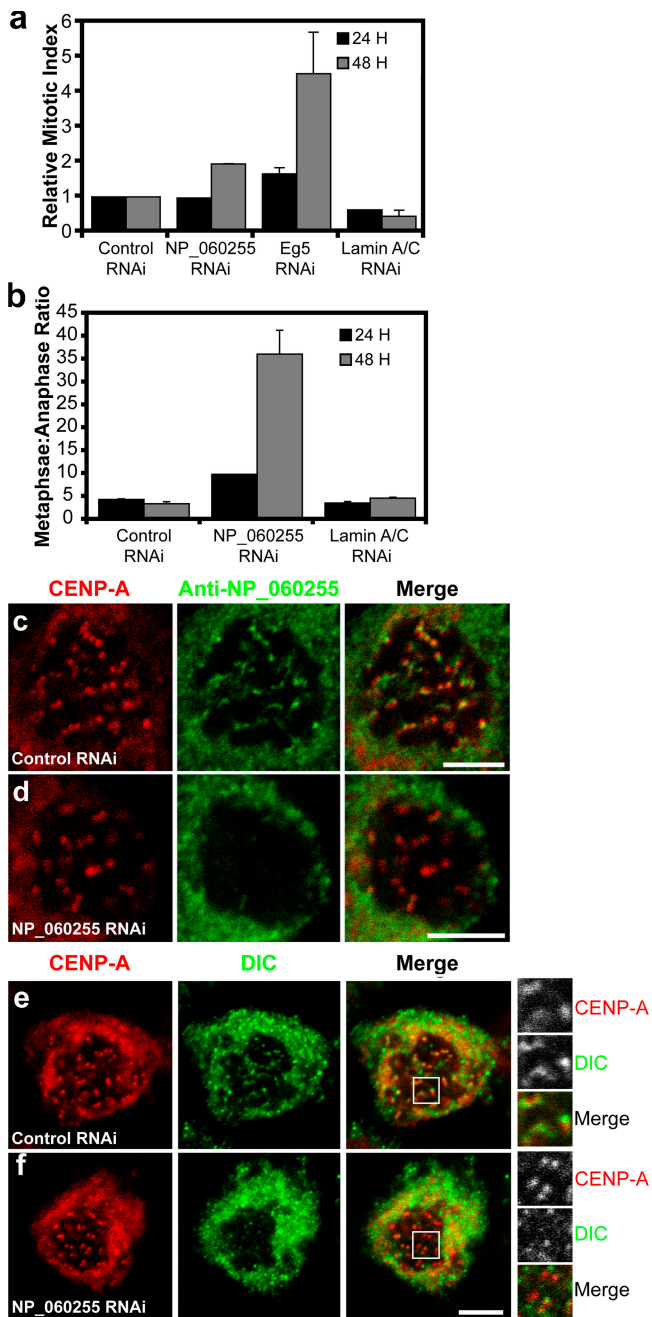 a
Relative Mitotic Index
6
5
4
3
2
1
0
24 H
48 H
Control
RNAi
NP_060255
RNAi
Eg5
RNAi
Lamin A/C
RNAi
b
Metaphsae:Anaphase Ratio
45
40
35
30
25
20
15
10
5
0
24 H
48 H
Control
RNAi
NP_060255
RNAi
Lamin A/C
RNAi
CENP-A
Anti-NP_060255
Merge
c
Control RNAi
d
NP_060255 RNAi
CENP-A
DIC
Merge
e
Control RNAi
CENP-A
DIC
Merge
f
NP_060255 RNAi
CENP-A
DIC
Merge